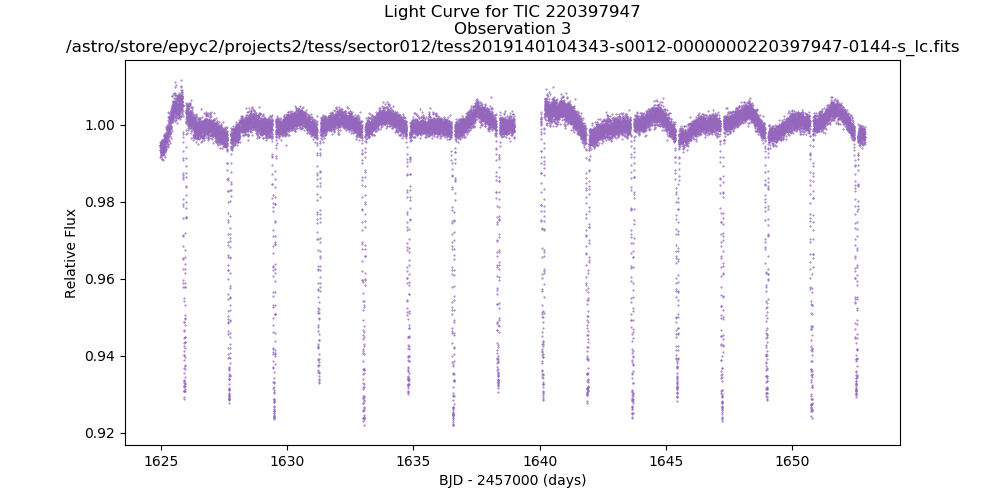 Light Curve for TIC 220397947
Observation 3
/astro/store/epyc2/projects2/tess/sector012/tess2019140104343-s0012-0000000220397947-0144-s_lc.fits
1.00
0.98
0.96
0.94
0.92
Relative Flux
1625
1630
1635
1640
1645
1650
BJD - 2457000 (days)